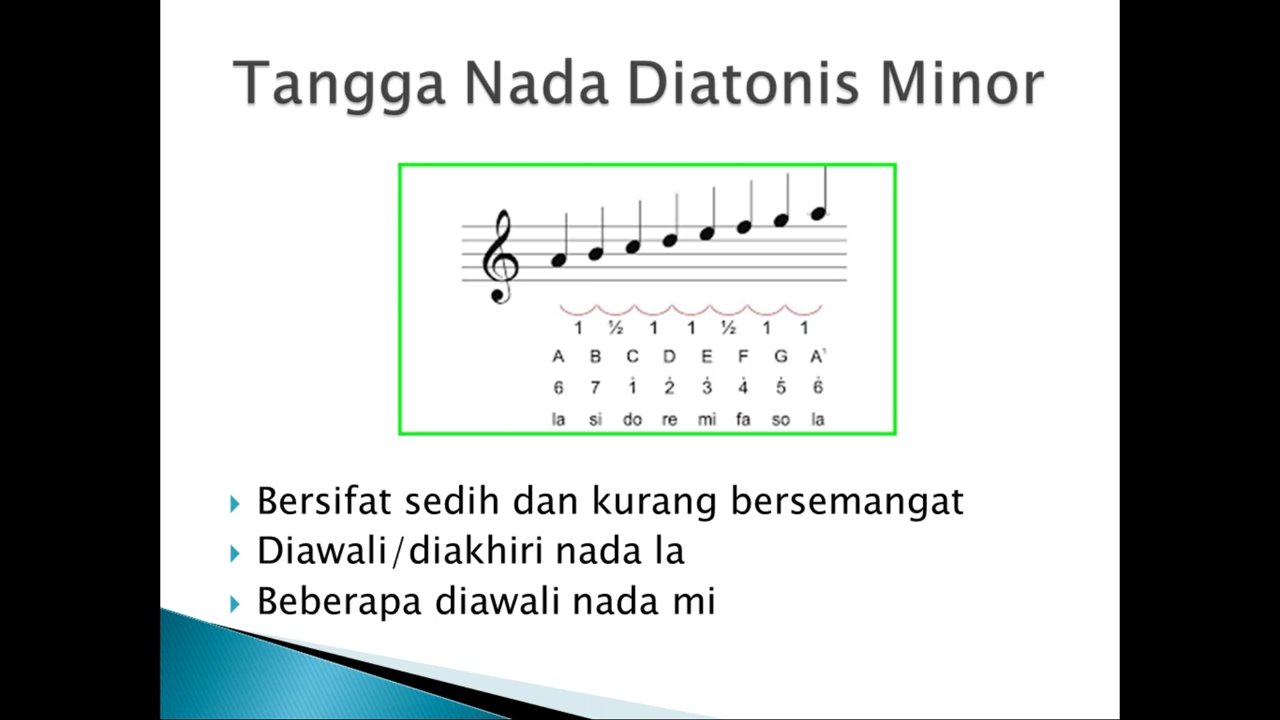 Tangga Nada Diatonis Minor
1 ½ 1 1 ½ 1 1
A B C D E F G A'
6 7 1̇ 2̇ 3̇ 4̇ 5̇ 6̇
la si do re mi fa so la
Bersifat sedih dan kurang bersemangat
Diawali/diakhiri nada la
Beberapa diawali nada mi